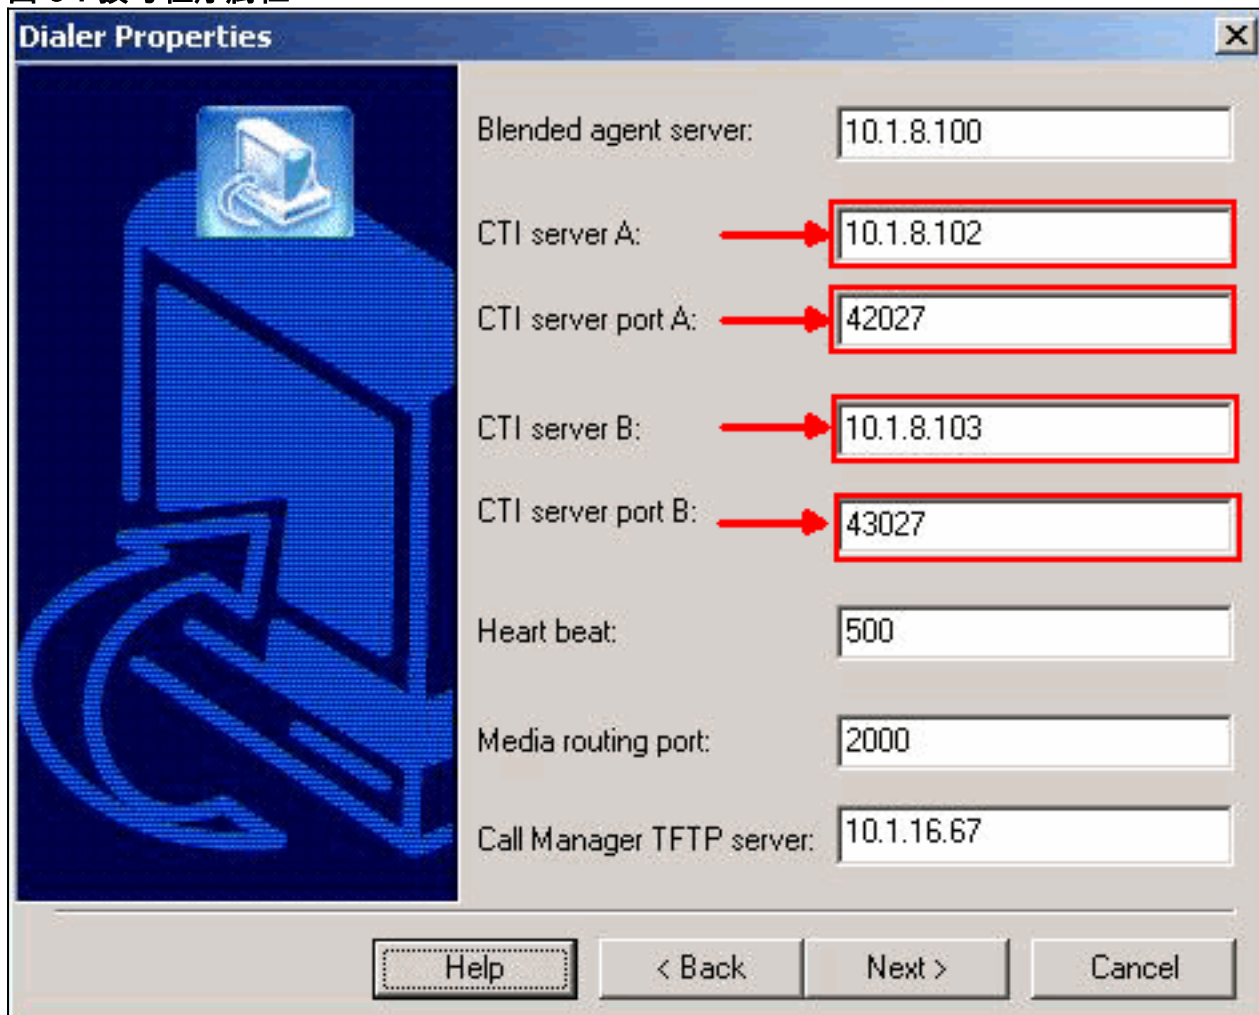 Dialer Properties
Blended agent server: 10.1.8.100
CTI server A: 10.1.8.102
CTI server port A: 42027
CTI server B: 10.1.8.103
CTI server port B: 43027
Heart beat: 500
Media routing port: 2000
Call Manager TFTP server: 10.1.16.67
Help < Back Next > Cancel